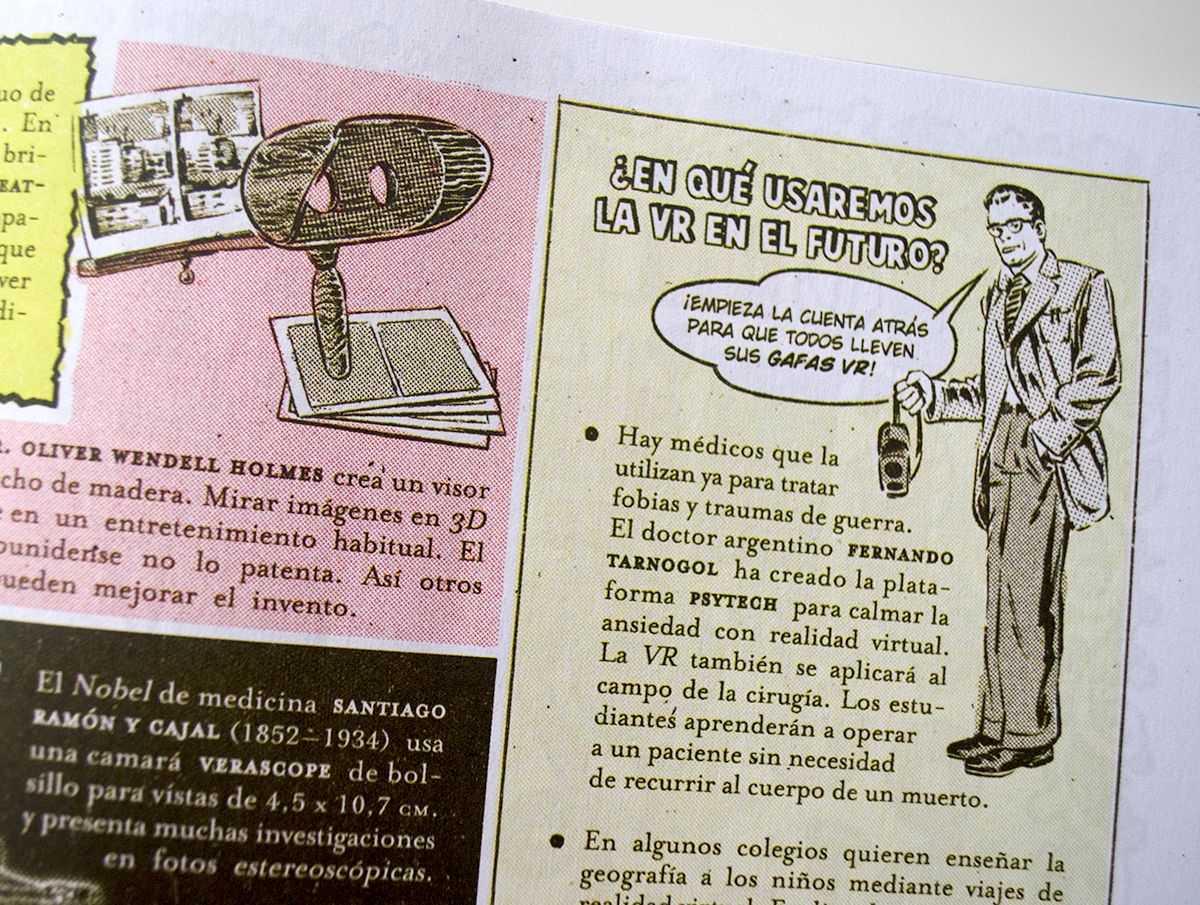 uo de
. En
bri-
EAT-
pa-
que
ver
di-
R. OLIVER WENDELL HOLMES crea un visor
cho de madera. Mirar imágenes en 3D
e en un entretenimiento habitual. El
ounidense no lo patenta. Así otros
ueden mejorar el invento.
El Nobel de medicina SANTIAGO
RAMÓN Y CAJAL (1852–1934) usa
una camará VERASCOPE de bol-
sillo para vistas de 4,5 x 10,7 CM.
y presenta muchas investigaciones
en fotos estereoscópicas.
¿EN QUÉ USAREMOS
LA VR EN EL FUTURO?
¡EMPIEZA LA CUENTA ATRÁS
PARA QUE TODOS LLEVEN
SUS GAFAS VR!
• Hay médicos que la
utilizan ya para tratar
fobias y traumas de guerra.
El doctor argentino FERNANDO
TARNOGOL ha creado la plata-
forma PSYTECH para calmar la
ansiedad con realidad virtual.
La VR también se aplicará al
campo de la cirugía. Los estu-
diantes aprenderán a operar
a un paciente sin necesidad
de recurrir al cuerpo de un muerto.
• En algunos colegios quieren enseñar la
geografía a los niños mediante viajes de
realidad virtual.